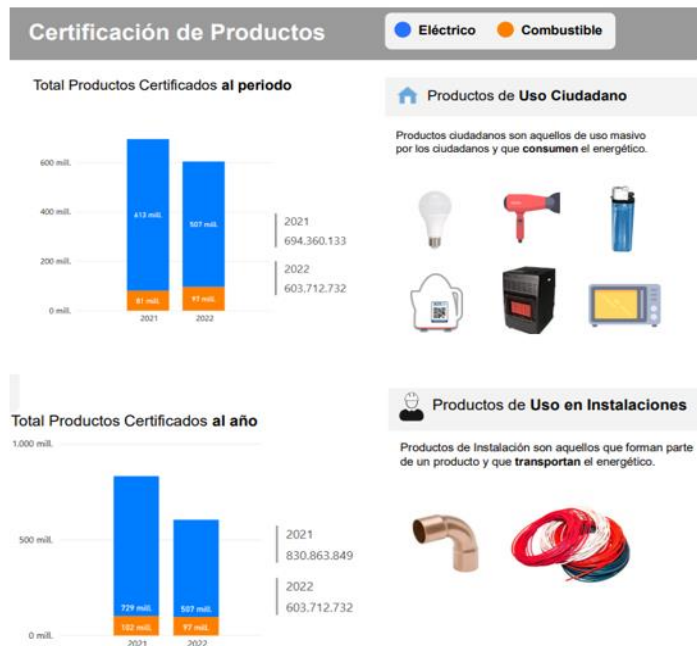 Certificación de Productos
Eléctrico
Combustible
Total Productos Certificados al periodo
600 mill.
400 mill.
200 mill.
0 mill.
613 mill.
507 mill.
81 mill.
97 mill.
2021
2022
2021
694.360.133
2022
603.712.732
Productos de Uso Ciudadano
Productos ciudadanos son aquellos de uso masivo
por los ciudadanos y que consumen el energético.
Total Productos Certificados al año
1.000 mill.
500 mill.
0 mill.
729 mill.
507 mill.
102 mill.
97 mill.
2021
2022
2021
830.863.849
2022
603.712.732
Productos de Uso en Instalaciones
Productos de Instalación son aquellos que forman parte
de un producto y que transportan el energético.